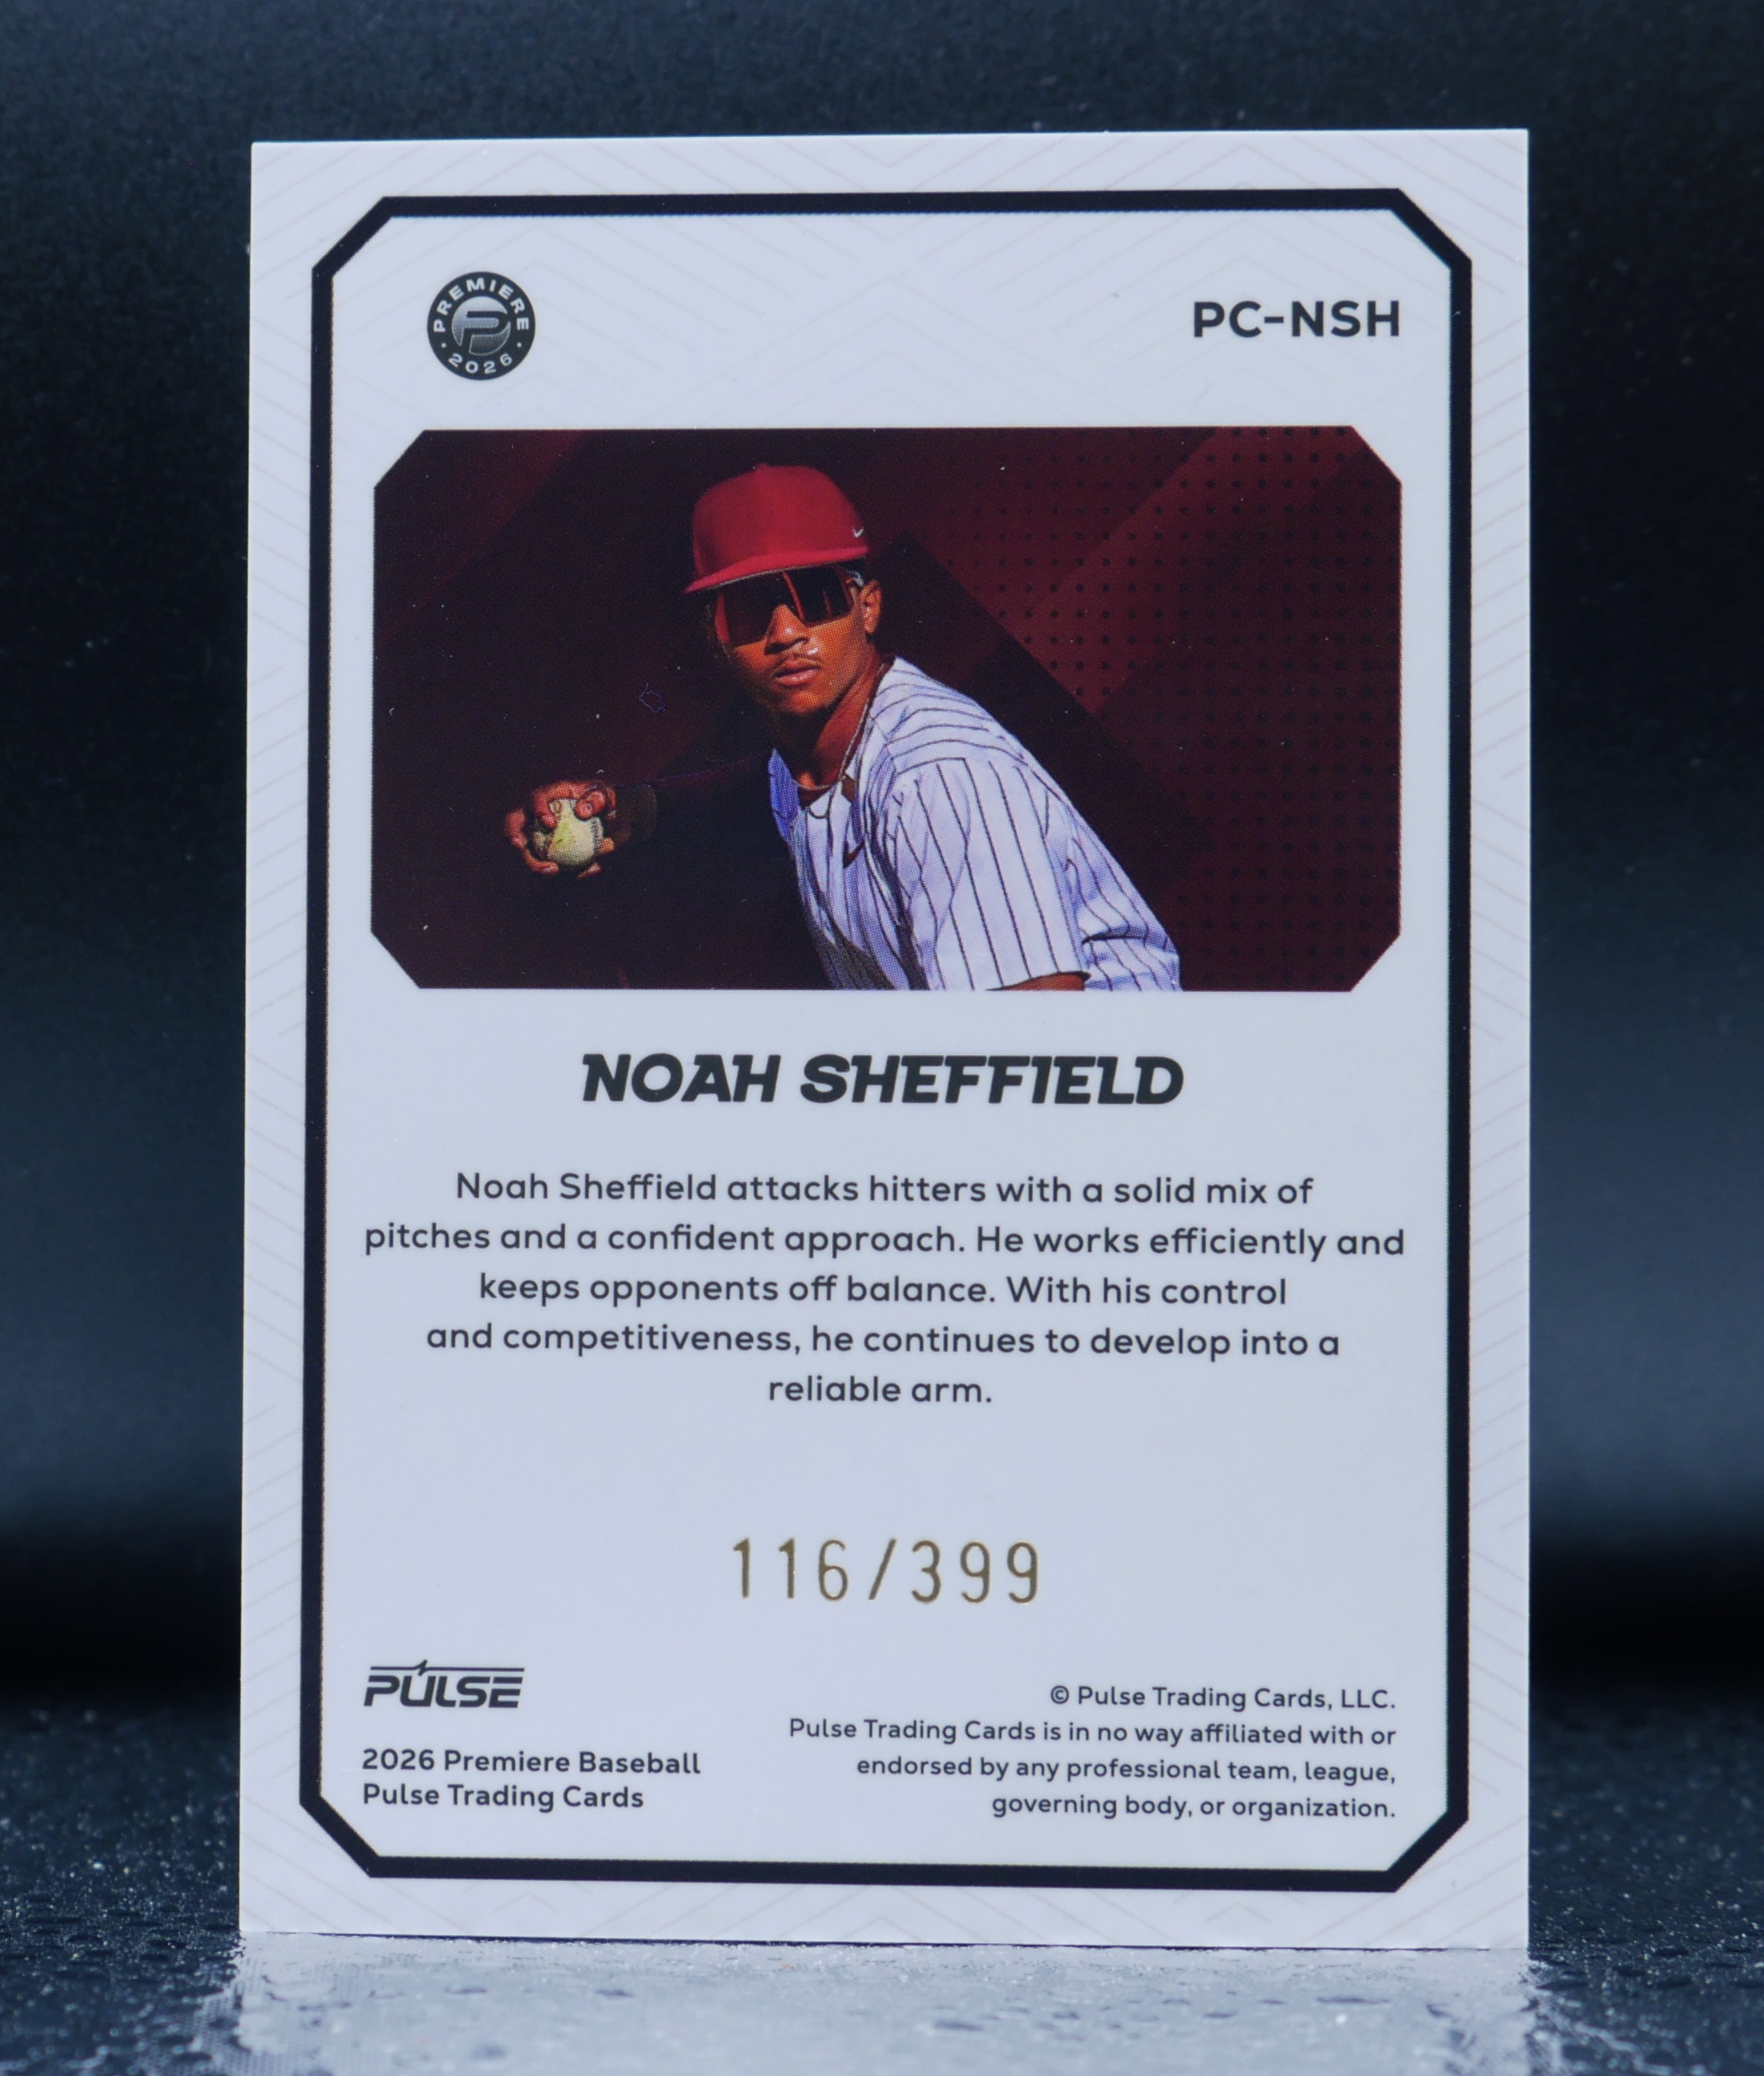 PREMIERE
2026
PC-NSH
NOAH SHEFFIELD
Noah Sheffield attacks hitters with a solid mix of
pitches and a confident approach. He works efficiently and
keeps opponents off balance. With his control
and competitiveness, he continues to develop into a
reliable arm.
116/399
PULSE
2026 Premiere Baseball
Pulse Trading Cards
© Pulse Trading Cards, LLC.
Pulse Trading Cards is in no way affiliated with or
endorsed by any professional team, league,
governing body, or organization.